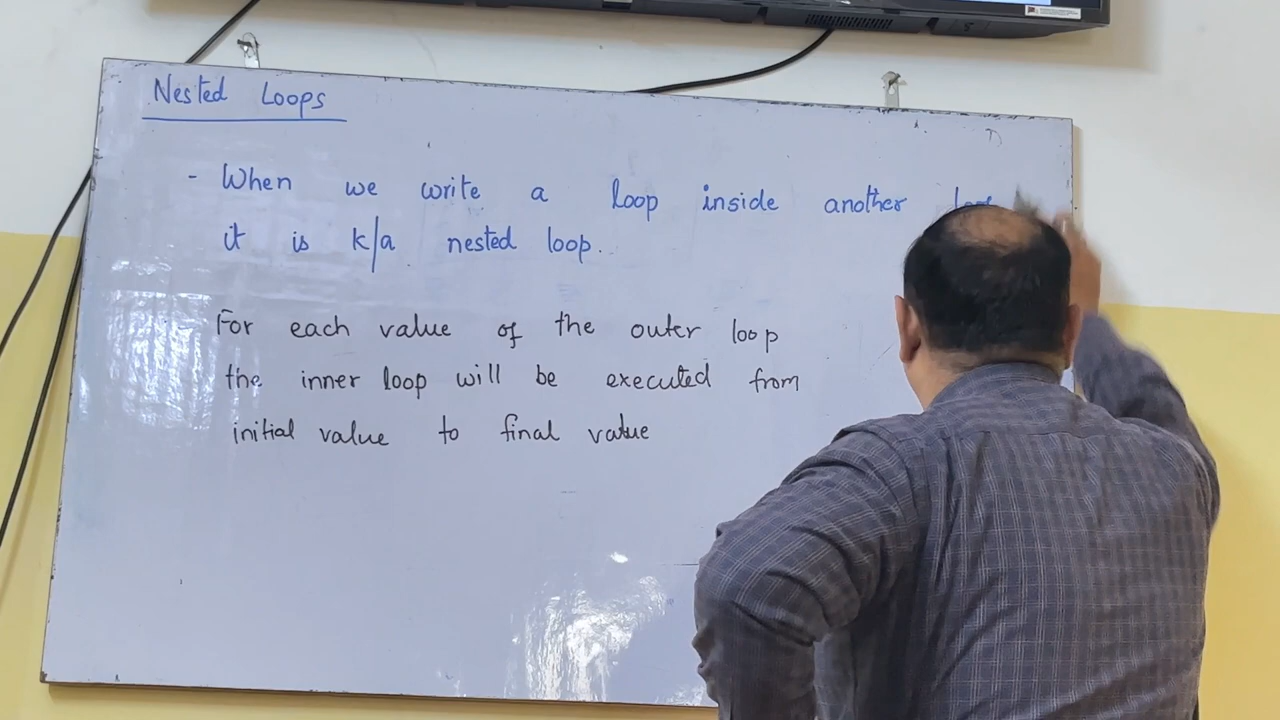 Nested Loops
- When we write a loop inside another loop
it is k/a nested loop.
- For each value of the outer loop
the inner loop will be executed from
initial value to final value